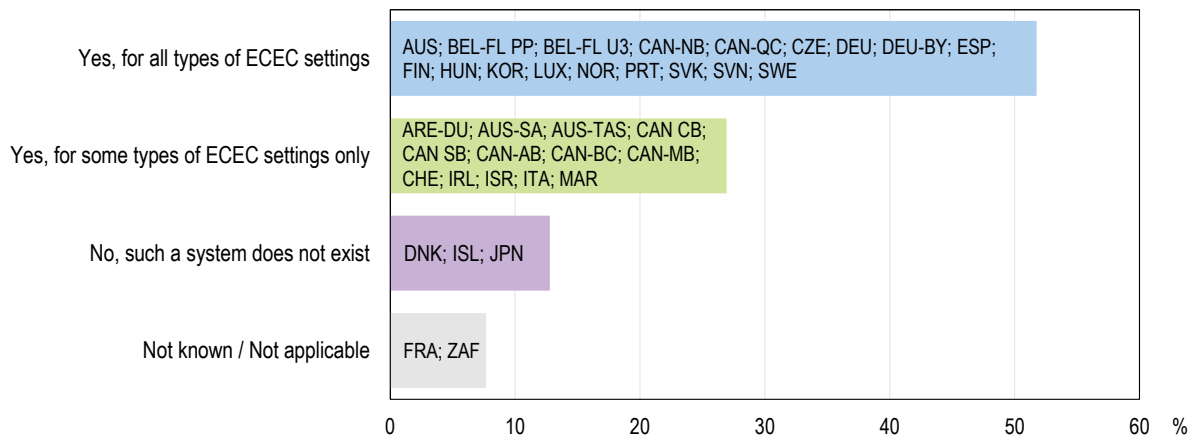 Yes, for all types of ECEC settings
AUS; BEL-FL PP; BEL-FL U3; CAN-NB; CAN-QC; CZE; DEU; DEU-BY; ESP;
FIN; HUN; KOR; LUX; NOR; PRT; SVK; SVN; SWE
Yes, for some types of ECEC settings only
ARE-DU; AUS-SA; AUS-TAS; CAN CB;
CAN SB; CAN-AB; CAN-BC; CAN-MB;
CHE; IRL; ISR; ITA; MAR
No, such a system does not exist
DNK; ISL; JPN
Not known / Not applicable
FRA; ZAF
0 10 20 30 40 50 60 %